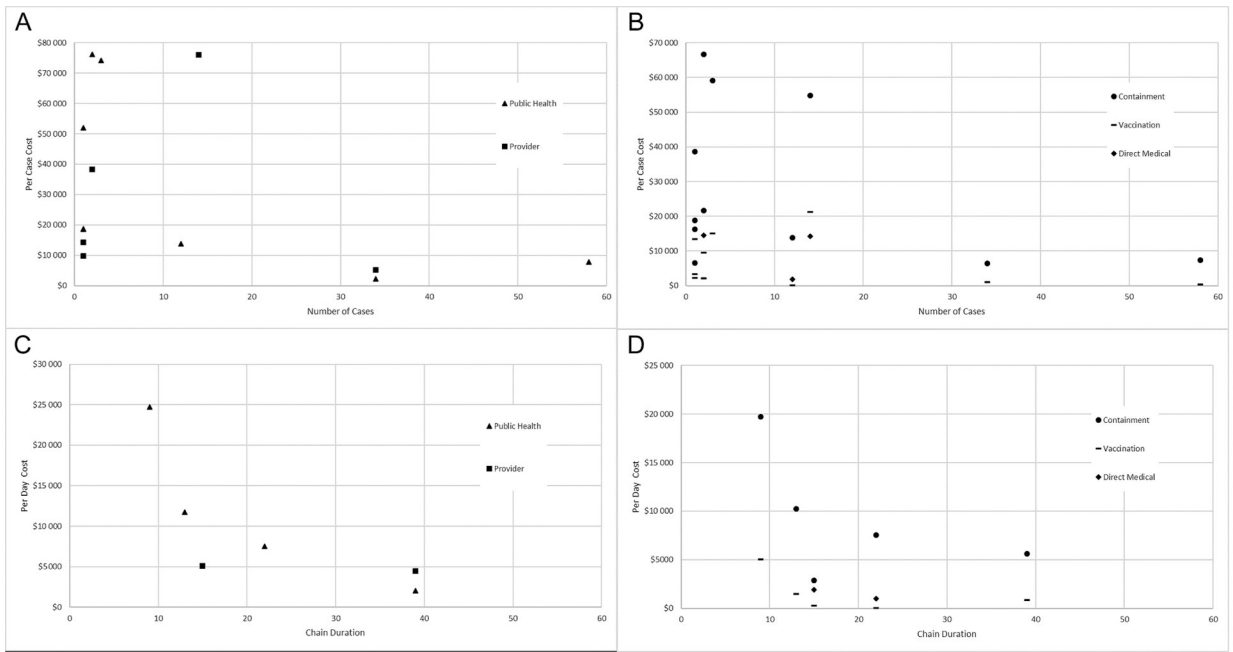 A
$80 000
$70 000
$60 000
$50 000
$40 000
$30 000
$20 000
$10 000
$0
Per Case Cost
0 10 20 30 40 50 60
Number of Cases
Public Health
Provider
B
$70 000
$60 000
$50 000
$40 000
$30 000
$20 000
$10 000
$0
Per Case Cost
0 10 20 30 40 50 60
Number of Cases
Containment
Vaccination
Direct Medical
C
$30 000
$25 000
$20 000
$15 000
$10 000
$5000
$0
Per Day Cost
0 10 20 30 40 50 60
Chain Duration
Public Health
Provider
D
$25 000
$20 000
$15 000
$10 000
$5000
$0
Per Day Cost
0 10 20 30 40 50 60
Chain Duration
Containment
Vaccination
Direct Medical